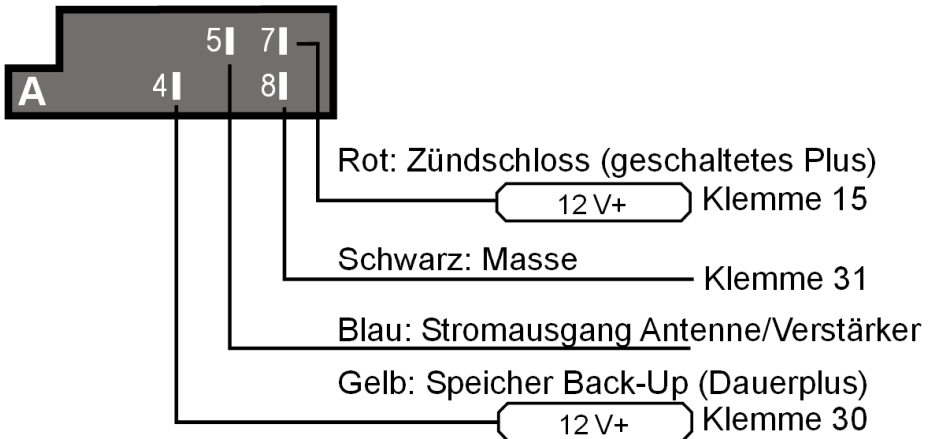 5 7
A 4 8
Rot: Zündschloss (geschaltetes Plus)
12 V+ Klemme 15
Schwarz: Masse
Klemme 31
Blau: Stromausgang Antenne/Verstärker
Gelb: Speicher Back-Up (Dauerplus)
12 V+ Klemme 30